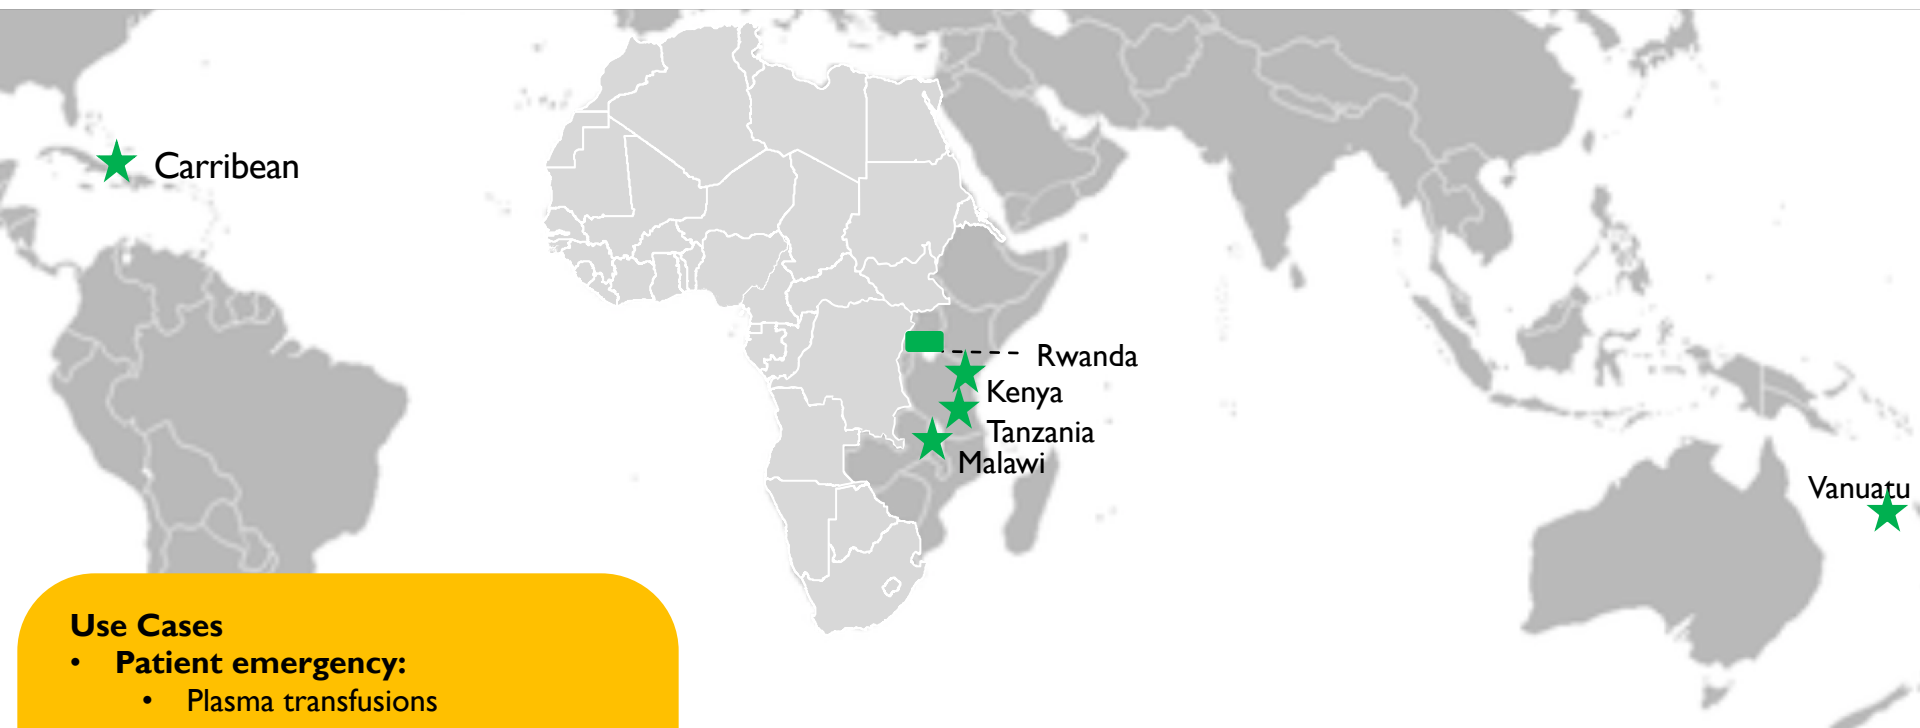 Carribean
Rwanda
Kenya
Tanzania
Malawi
Vanuatu
Use Cases
• Patient emergency:
• Plasma transfusions